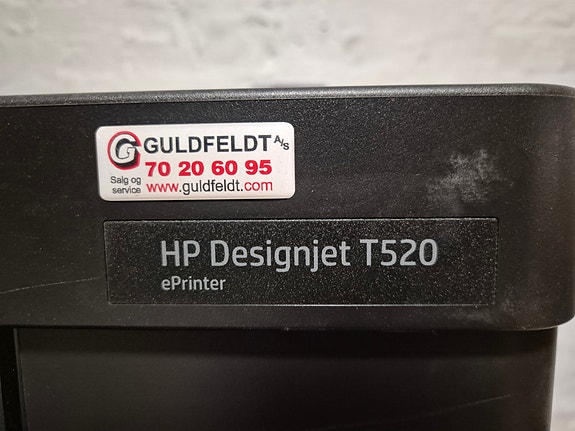 GULDFELDT A/S
70 20 60 95
Salg og
service
www.guldfeldt.com
HP Designjet T520
ePrinter